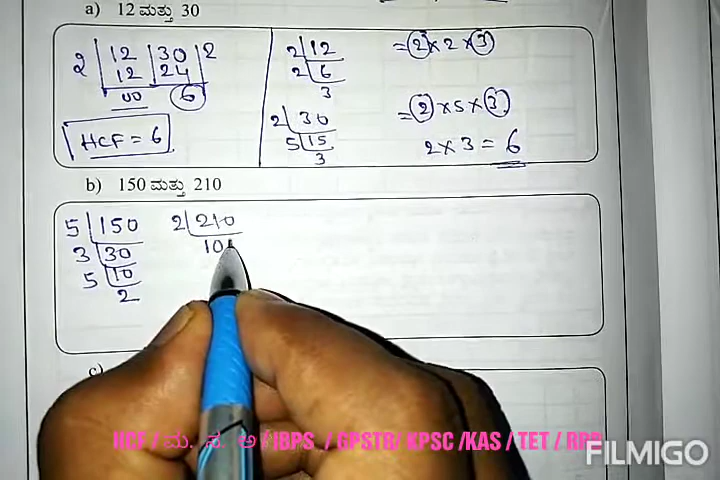 a) 12 ಮತ್ತು 30
2 12 30 2
12 24
00 6
HCF = 6
2 12
2 6
3
2 30
5 15
3
= 2 × 2 × 3
= 2 × 5 × 3
2 × 3 = 6
b) 150 ಮತ್ತು 210
5 150
3 30
5 10
2
2 210
10
c)
HCF / ಮ. ಸ. ಅ / IBPS / GPSTR/ KPSC /KAS / TET / RRB
FILMIGO